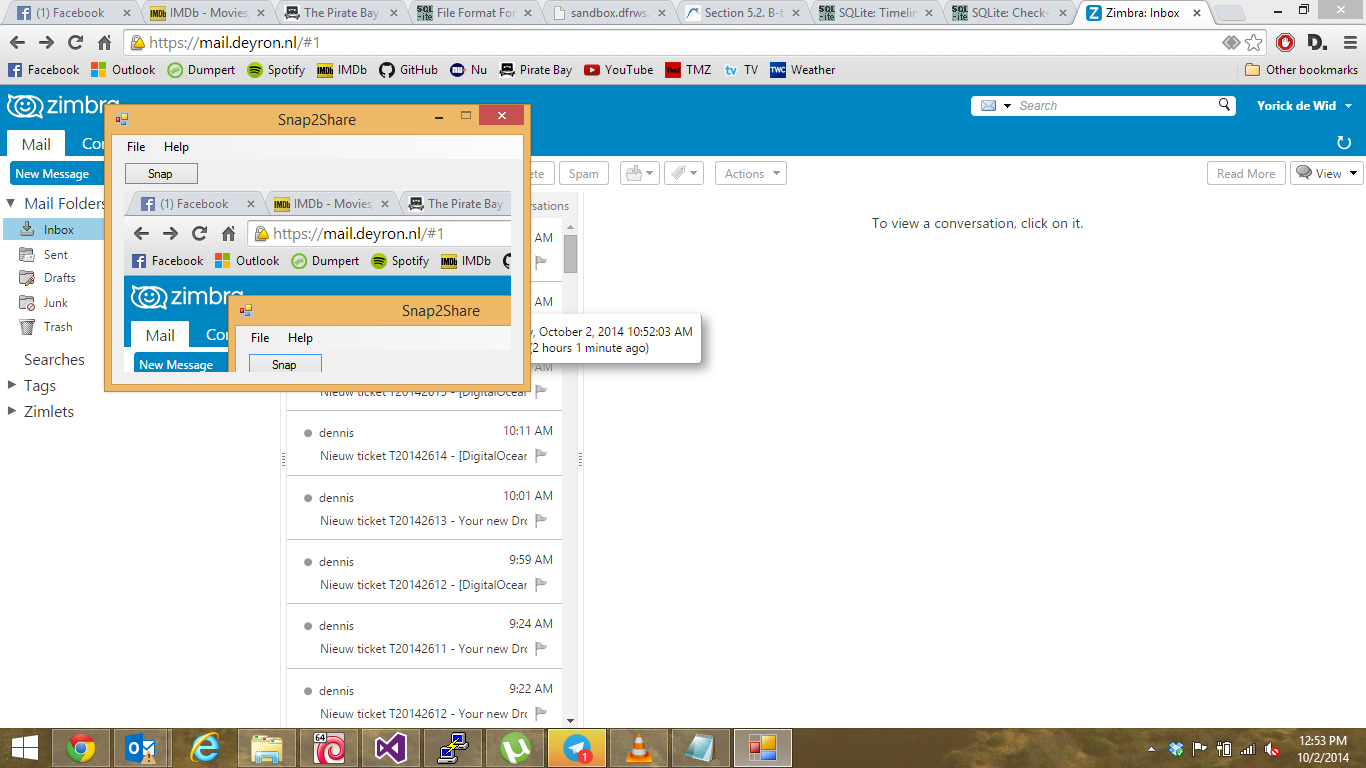 (1) Facebook
IMDb - Movies,
The Pirate Bay
File Format For
sandbox.dfrws.
Section 5.2. B-t
SQLite: Timelin
SQLite: Check-
Zimbra: Inbox
https://mail.deyron.nl/#1
Facebook Outlook Dumpert Spotify IMDb GitHub Nu Pirate Bay YouTube TMZ TV Weather Other bookmarks
zimbra
Search
Yorick de Wid
Mail
Co
New Message
Spam
Actions
Read More
View
Mail Folders
Inbox
Sent
Drafts
Junk
Trash
Searches
Tags
Zimlets
Snap2Share
File Help
Snap
(1) Facebook
IMDb - Movies,
The Pirate Bay
https://mail.deyron.nl/#1
Facebook Outlook Dumpert Spotify IMDb
zimbra
Mail
Co
New Message
Snap2Share
File Help
Snap
AM
AM
, October 2, 2014 10:52:03 AM
(2 hours 1 minute ago)
AM
Nieuw ticket T20142615 - [DigitalOcear
dennis 10:11 AM
Nieuw ticket T20142614 - [DigitalOcear
dennis 10:01 AM
Nieuw ticket T20142613 - Your new Dro
dennis 9:59 AM
Nieuw ticket T20142612 - [DigitalOcear
dennis 9:24 AM
Nieuw ticket T20142611 - Your new Dro
dennis 9:22 AM
Nieuw ticket T20142612 - Your new Dro
To view a conversation, click on it.
64
1
12:53 PM
10/2/2014